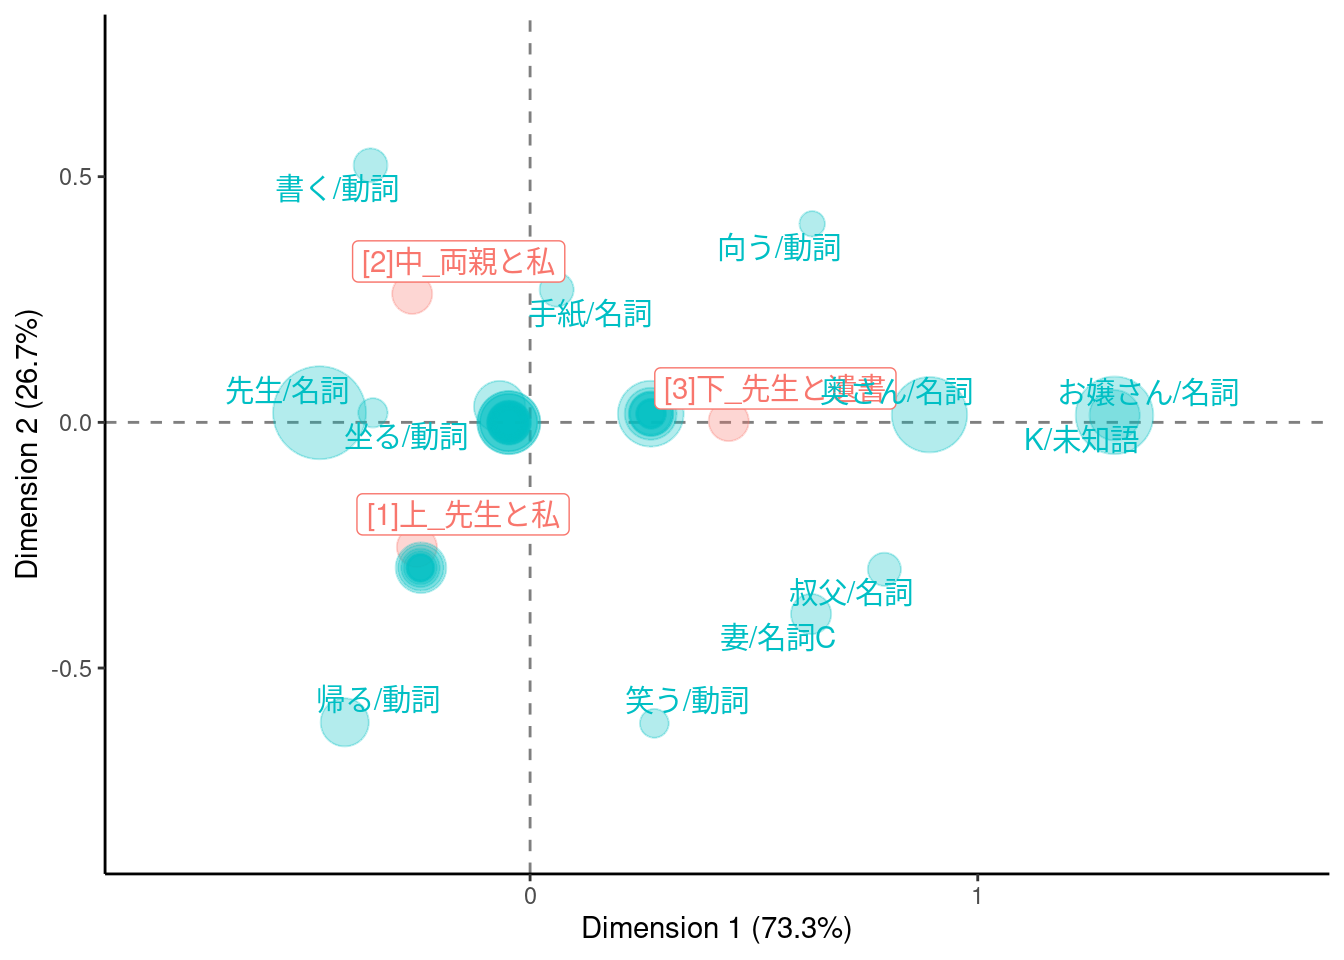 0.5
書く/動詞
向う/動詞
[2]中_両親と私
手紙/名詞
先生/名詞
[3]下_先生と遺書
奥さん/名詞
お嬢さん/名詞
0.0
坐る/動詞
K/未知語
[1]上_先生と私
叔父/名詞
妻/名詞C
-0.5
帰る/動詞
笑う/動詞
0
1
Dimension 1 (73.3%)
Dimension 2 (26.7%)